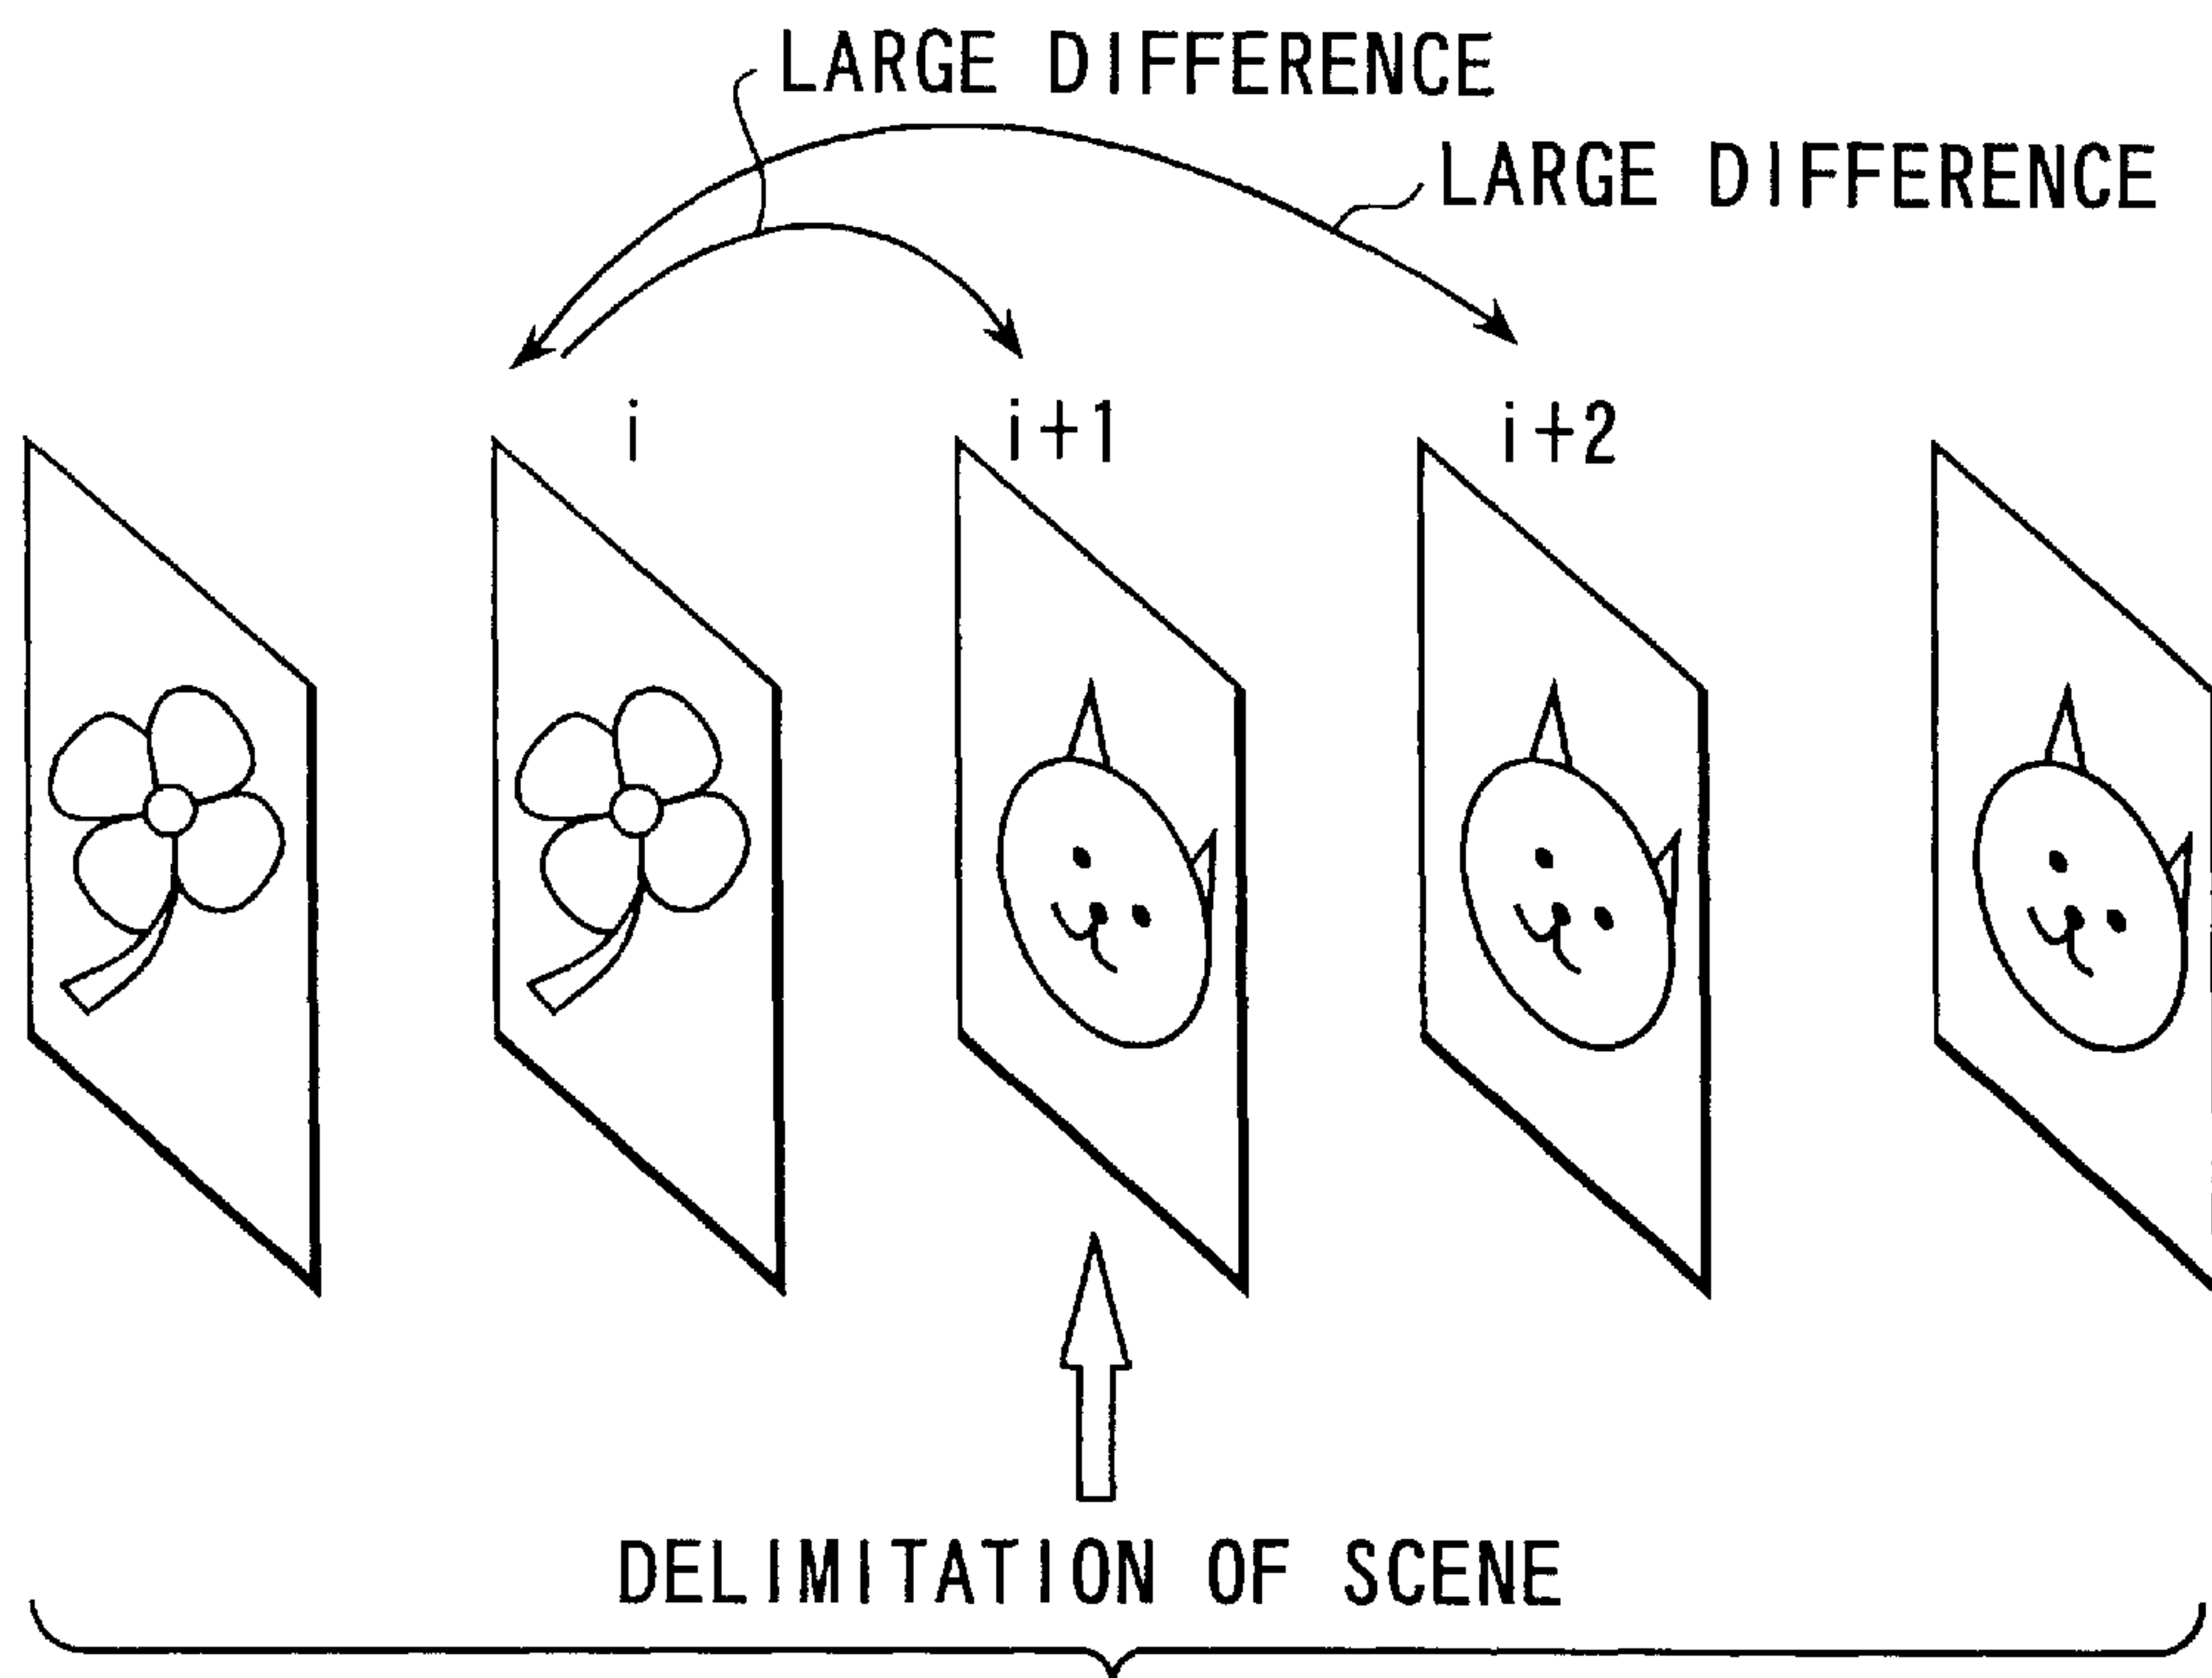 LARGE DIFFERENCE
LARGE DIFFERENCE
i i+1 i+2
DELIMITATION OF SCENE